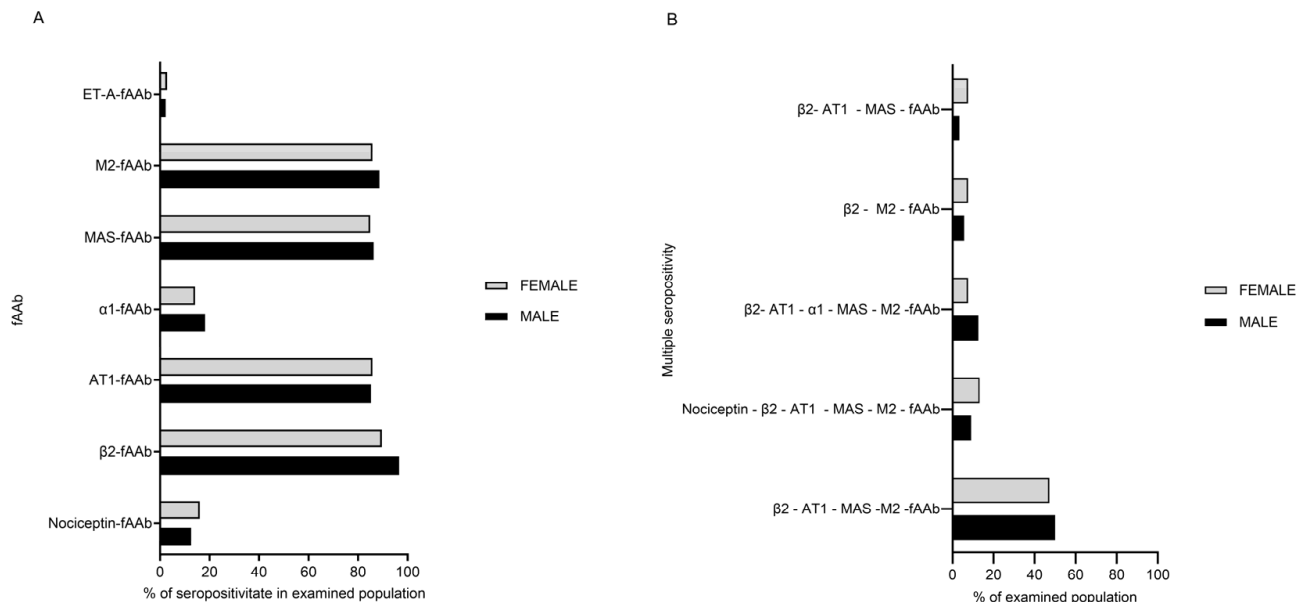 A
ET-A-fAAb
M2-fAAb
MAS-fAAb
α1-fAAb
AT1-fAAb
β2-fAAb
Nociceptin-fAAb
fAAb
0 20 40 60 80 100
% of seropositivitate in examined population
FEMALE
MALE
B
β2- AT1 - MAS - fAAb
β2 - M2 - fAAb
β2- AT1 - α1 - MAS - M2 -fAAb
Nociceptin - β2 - AT1 - MAS - M2 - fAAb
β2 - AT1 - MAS -M2 -fAAb
Multiple seropositivity
0 20 40 60 80 100
% of examined population
FEMALE
MALE